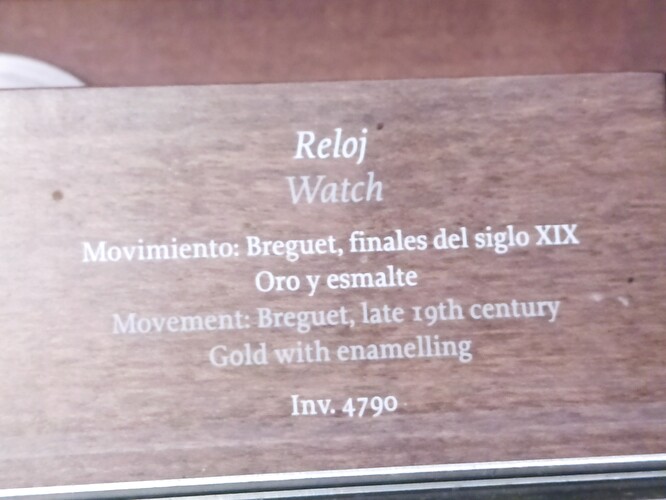 Reloj
Watch
Movimiento: Breguet, finales del siglo XIX
Oro y esmalte
Movement: Breguet, late 19th century
Gold with enamelling
Inv. 4790